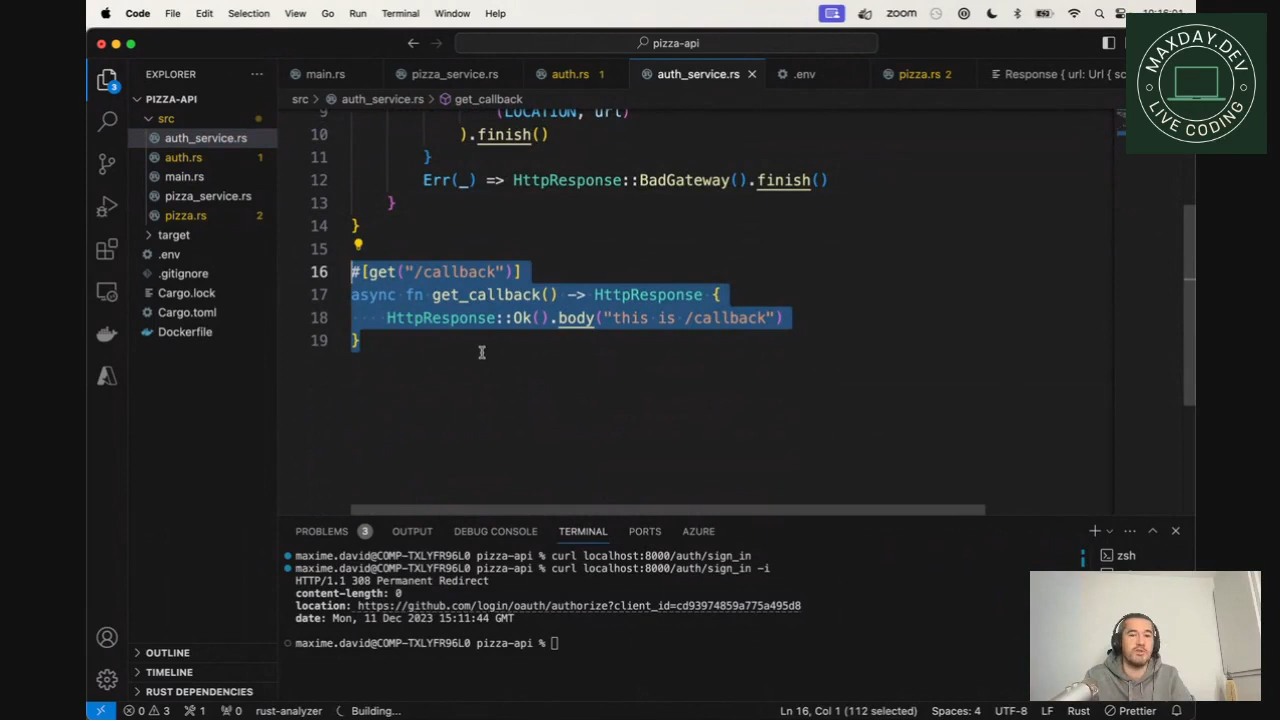 Code File Edit Selection View Go Run Terminal Window Help
zoom
pizza-api
MAXDAY.DEV
LIVE CODING
EXPLORER
main.rs pizza_service.rs auth.rs 1 auth_service.rs .env pizza.rs 2 Response { url: Url { sc
PIZZA-API
src > auth_service.rs > get_callback
src
auth_service.rs
auth.rs 1
main.rs
pizza_service.rs
pizza.rs 2
target
.env
.gitignore
Cargo.lock
Cargo.toml
Dockerfile
9 (LOCATION, url)
10 ).finish()
11 }
12 Err(_) => HttpResponse::BadGateway().finish()
13 }
14 }
15
16 #[get("/callback")]
17 async fn get_callback() -> HttpResponse {
18 HttpResponse::Ok().body("this is /callback")
19 }
PROBLEMS 3 OUTPUT DEBUG CONSOLE TERMINAL PORTS AZURE
maxime.david@COMP-TXLYFR96L0 pizza-api % curl localhost:8000/auth/sign_in
maxime.david@COMP-TXLYFR96L0 pizza-api % curl localhost:8000/auth/sign_in -i
HTTP/1.1 308 Permanent Redirect
content-length: 0
location: https://github.com/login/oauth/authorize?client_id=cd93974859a775a495d8
date: Mon, 11 Dec 2023 15:11:44 GMT
maxime.david@COMP-TXLYFR96L0 pizza-api %
zsh
3
OUTLINE
TIMELINE
RUST DEPENDENCIES
0 3 1 0 rust-analyzer Building... Ln 16, Col 1 (112 selected) Spaces: 4 UTF-8 LF Rust Prettier